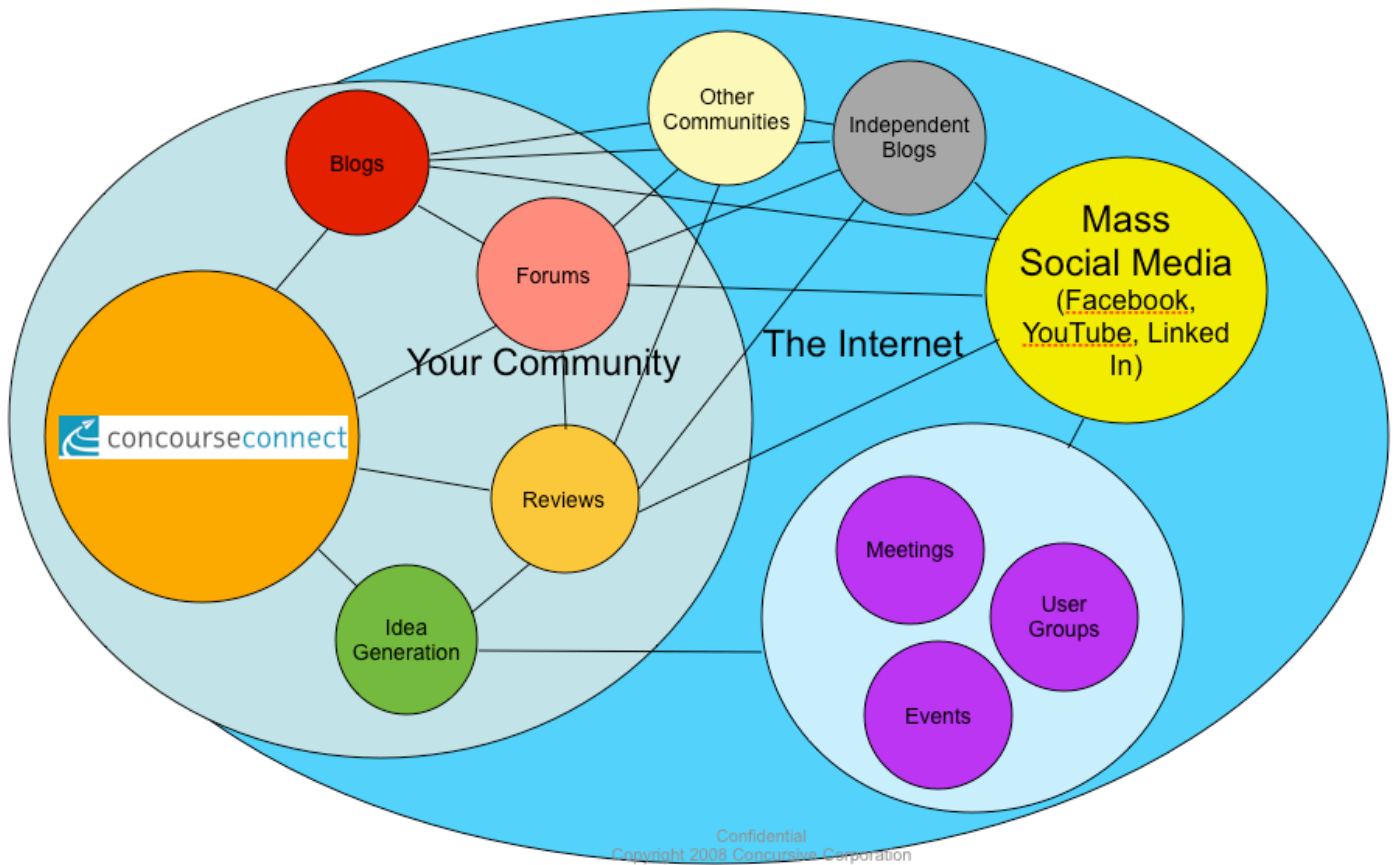 Other
Communities
Independent
Blogs
Blogs
Mass
Social Media
(Facebook,
YouTube, Linked
In)
Forums
The Internet
Your Community
concourseconnect
Reviews
Meetings
User
Groups
Idea
Generation
Events
Confidential
Copyright 2008 Concursive Corporation